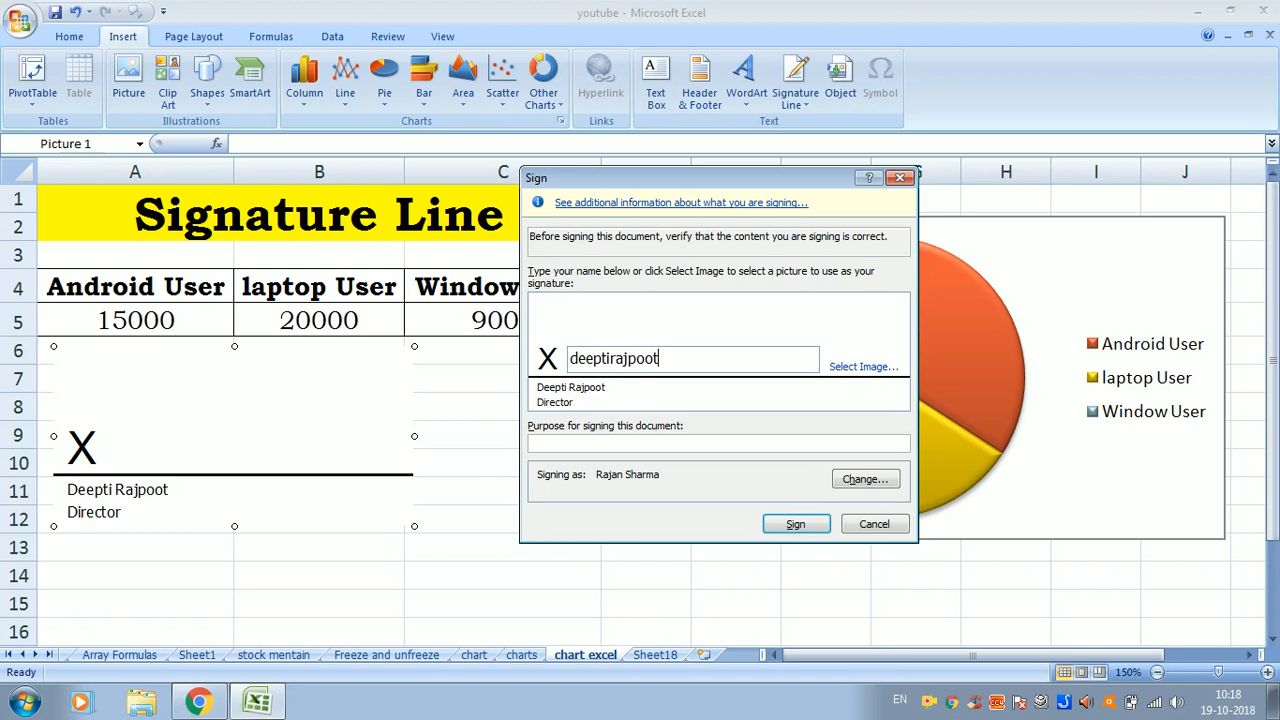 youtube - Microsoft Excel
Home Insert Page Layout Formulas Data Review View
PivotTable Table Picture Clip Art Shapes SmartArt Column Line Pie Bar Area Scatter Other Charts Hyperlink Text Box Header & Footer WordArt Signature Line Object Symbol
Tables Illustrations Charts Links Text
Picture 1 fx
A B C G H I J
1
2
3
4
5
6
7
8
9
10
11
12
13
14
15
16
Signature Line
Android User laptop User Window
15000 20000 900
X
Deepti Rajpoot
Director
Sign
See additional information about what you are signing...
Before signing this document, verify that the content you are signing is correct.
Type your name below or click Select Image to select a picture to use as your
signature:
X deeptirajpoot Select Image...
Deepti Rajpoot
Director
Purpose for signing this document:
Signing as: Rajan Sharma Change...
Sign Cancel
Android User
laptop User
Window User
Array Formulas Sheet1 stock mentain Freeze and unfreeze chart charts chart excel Sheet18
Ready 150%
EN 10:18
19-10-2018